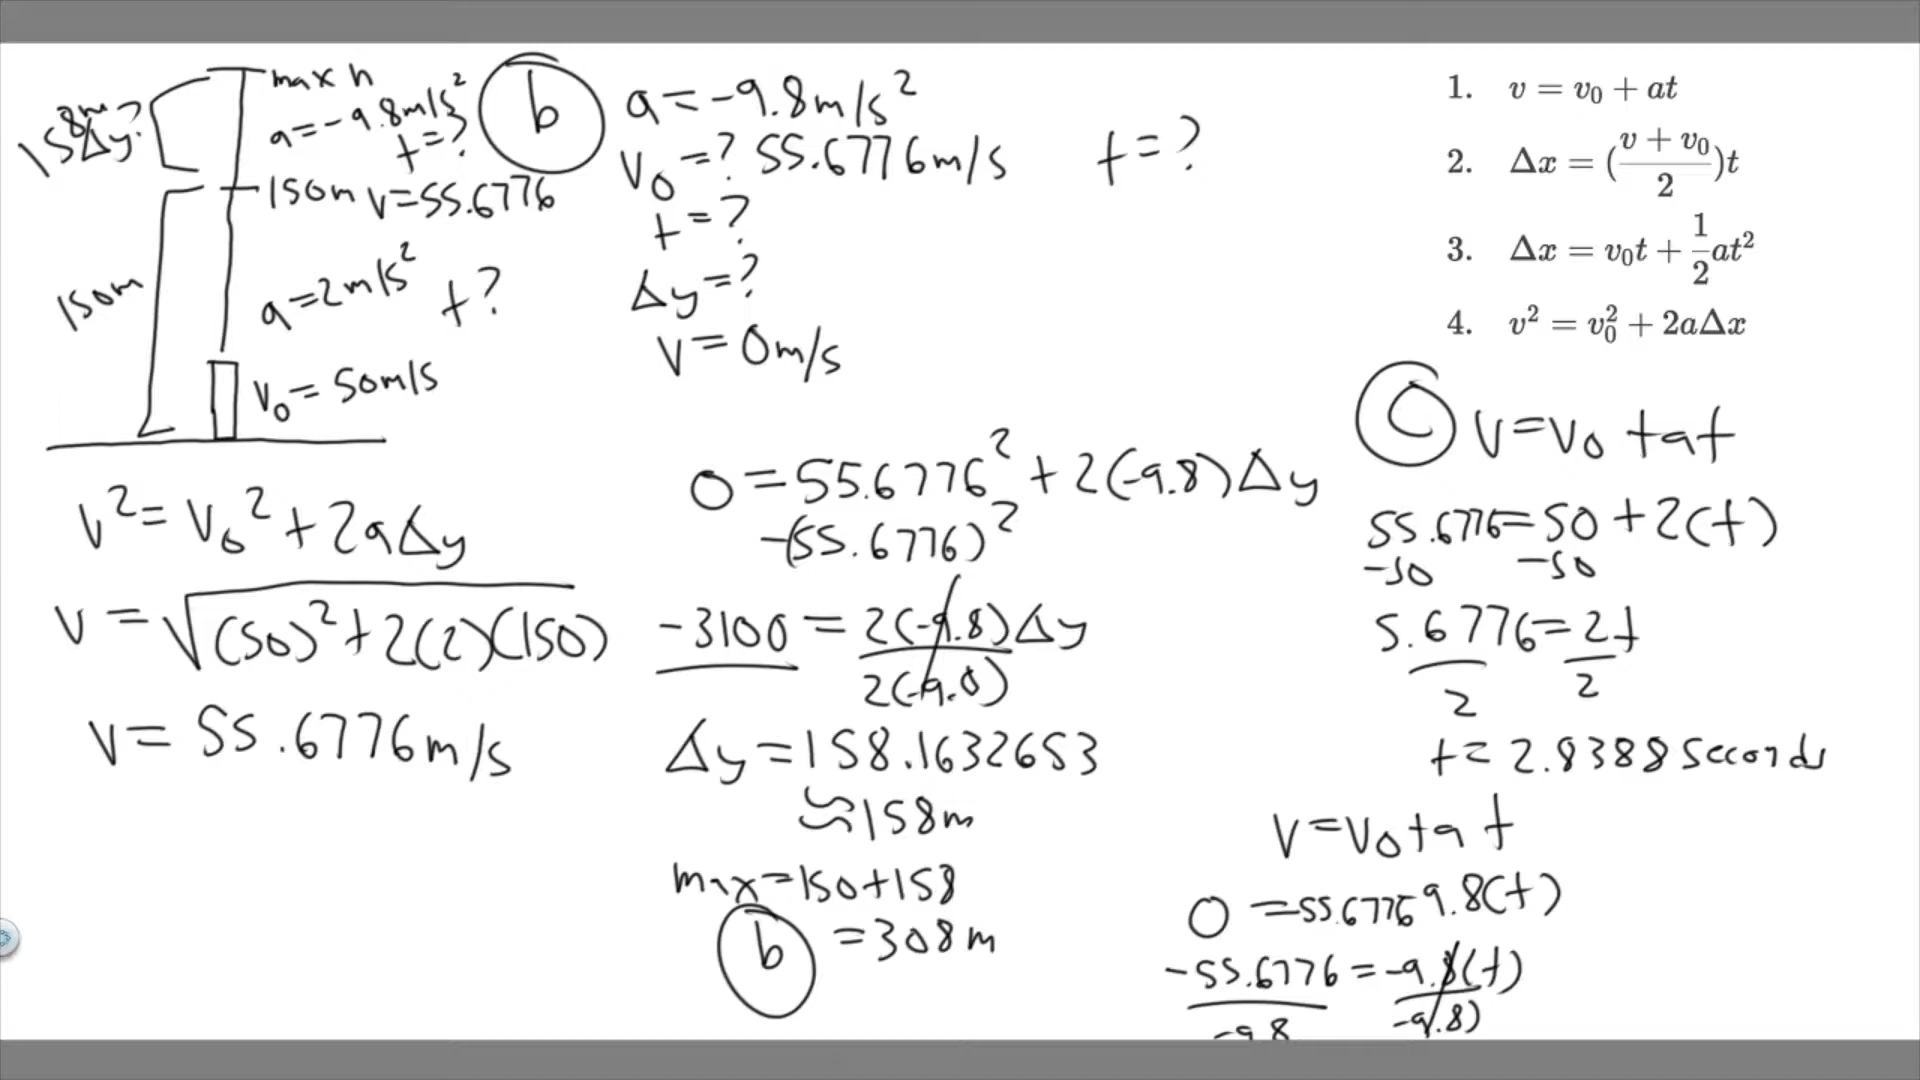 max h
158m
Δy?
a=-9.8m/s²
t=?
150m v=55.6776
150m
a=2m/s² t?
v₀=50m/s
v²=v₀²+2aΔy
v=√(50)²+2(2)(150)
v=55.6776m/s
b
a=-9.8m/s²
v₀=? 55.6776m/s
t=?
Δy=?
v=0m/s
t=?
0=55.6776²+2(-9.8)Δy
-(55.6776)²
-3100=2(-9.8)Δy
2(-9.8)
Δy=158.1632653
≈158m
max=150+158
b =308m
1. v = v₀ + at
2. Δx = (v + v₀/2)t
3. Δx = v₀t + 1/2at²
4. v² = v₀² + 2aΔx
C v=v₀+at
55.6776=50+2(t)
-50 -50
5.6776=2t
2 2
t=2.8388seconds
v=v₀+at
0=55.6776-9.8(t)
-55.6776=-9.8(t)
-9.8 -9.8)